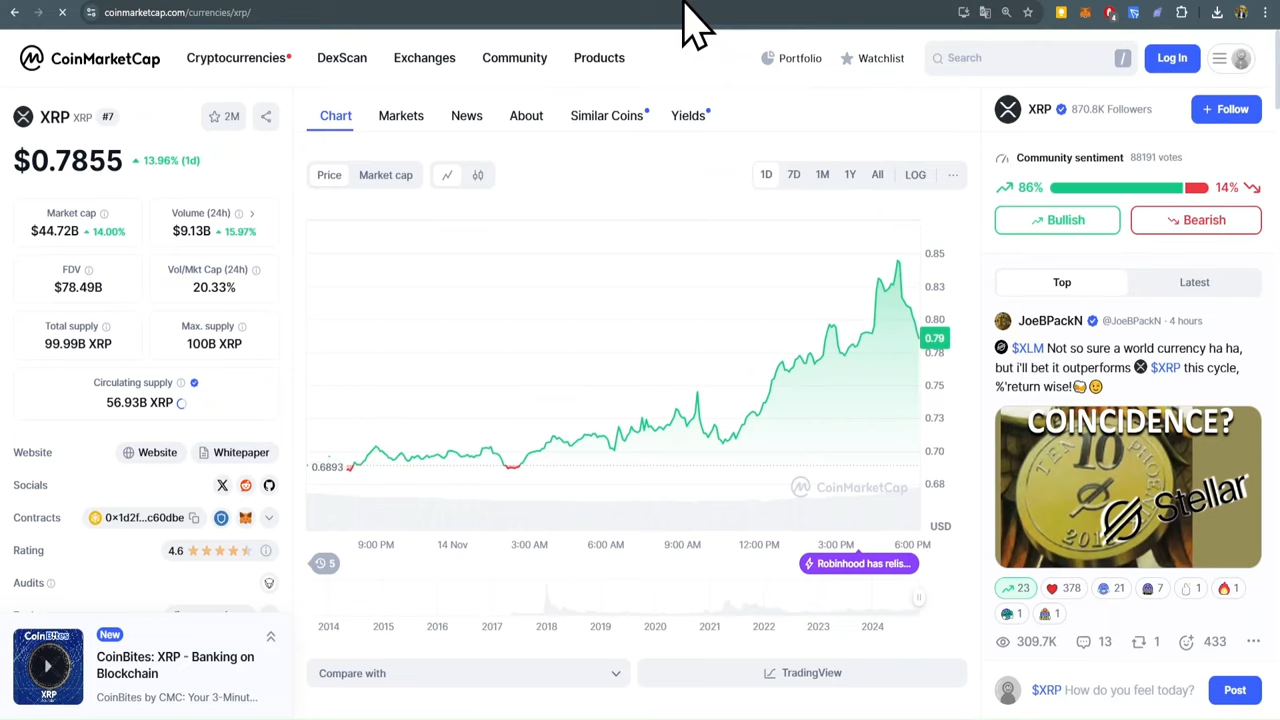 coinmarketcap.com/currencies/xrp/
CoinMarketCap
Cryptocurrencies
DexScan
Exchanges
Community
Products
Portfolio
Watchlist
Search
/
Log In
XRP XRP #7
2M
$0.7855
13.96% (1d)
Market cap
$44.72B 14.00%
Volume (24h)
$9.13B 15.97%
FDV
$78.49B
Vol/Mkt Cap (24h)
20.33%
Total supply
99.99B XRP
Max. supply
100B XRP
Circulating supply
56.93B XRP
Website
Website
Whitepaper
Socials
Contracts
0x1d2f...c60dbe
Rating
4.6
Audits
CoinBites
XRP
New
CoinBites: XRP - Banking on
Blockchain
CoinBites by CMC: Your 3-Minut...
Chart
Markets
News
About
Similar Coins
Yields
Price
Market cap
1D
7D
1M
1Y
All
LOG
0.85
0.83
0.80
0.79
0.78
0.75
0.73
0.70
0.68
0.6893
CoinMarketCap
USD
9:00 PM
14 Nov
3:00 AM
6:00 AM
9:00 AM
12:00 PM
3:00 PM
6:00 PM
5
Robinhood has relis...
2014
2015
2016
2017
2018
2019
2020
2021
2022
2023
2024
Compare with
TradingView
XRP
870.8K Followers
+ Follow
Community sentiment 88191 votes
86%
14%
Bullish
Bearish
Top
Latest
JoeBPackN @JoeBPackN · 4 hours
$XLM Not so sure a world currency ha ha,
but i'll bet it outperforms $XRP this cycle,
%'return wise!
COINCIDENCE?
10
Stellar
23
378
21
7
1
1
1
1
309.7K
13
1
433
$XRP How do you feel today?
Post